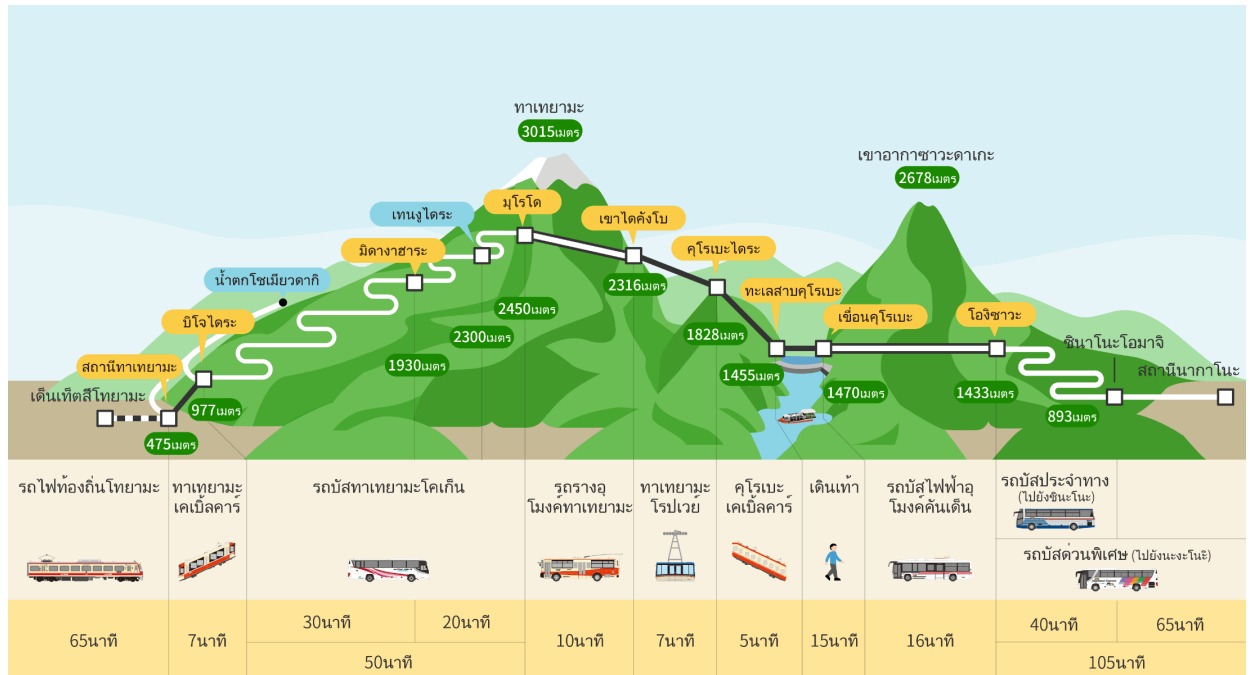 ทาเทยามะ
3015เมตร
เขาอากาซาวะดาเกะ
2678เมตร
มุโรโด
เทนงูไดระ
เขาไดคังโบ
มิดางาฮาระ
คุโรเบะไดระ
น้ำตกโชเมียวดากิ
2316เมตร
ทะเลสาบคุโรเบะ
2450เมตร
เขื่อนคุโรเบะ
โองิซาวะ
บิโจไดระ
2300เมตร
1828เมตร
ชินาโนะโอมาจิ
สถานีทาเทยามะ
1930เมตร
1455เมตร
สถานีนากาโนะ
เด็นเท็ตสึโทยามะ
977เมตร
1470เมตร
1433เมตร
893เมตร
475เมตร
รถไฟท้องถิ่นโทยามะ
ทาเทยามะ
เคเบิ้ลคาร์
รถบัสทาเทยามะโคเก็น
รถรางอุ
โมงค์ทาเทยามะ
ทาเทยามะ
โรปเวย์
คุโรเบะ
เคเบิ้ลคาร์
เดินเท้า
รถบัสไฟฟ้าอุ
โมงค์คันเด็น
รถบัสประจำทาง
(ไปยังชินะโนะ)
รถบัสด่วนพิเศษ (ไปยังนะงะโนะ)
65นาที
7นาที
30นาที
20นาที
50นาที
10นาที
7นาที
5นาที
15นาที
16นาที
40นาที
65นาที
105นาที